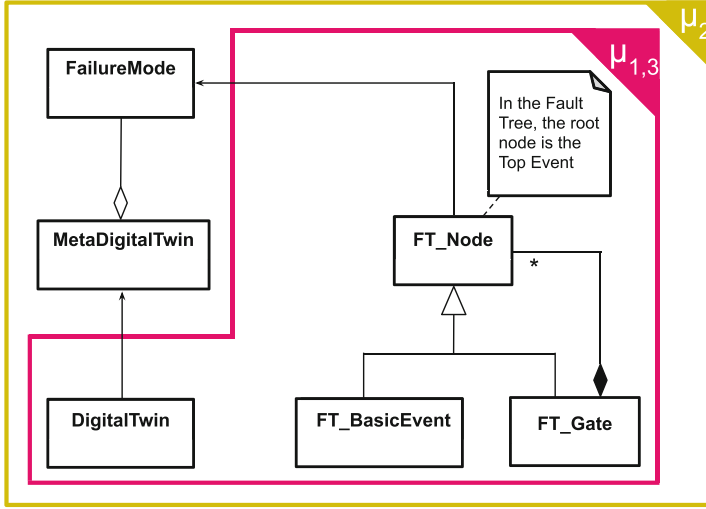 μ2
μ1,3
FailureMode
In the Fault
Tree, the root
node is the
Top Event
MetaDigitalTwin
FT_Node
*
DigitalTwin
FT_BasicEvent
FT_Gate